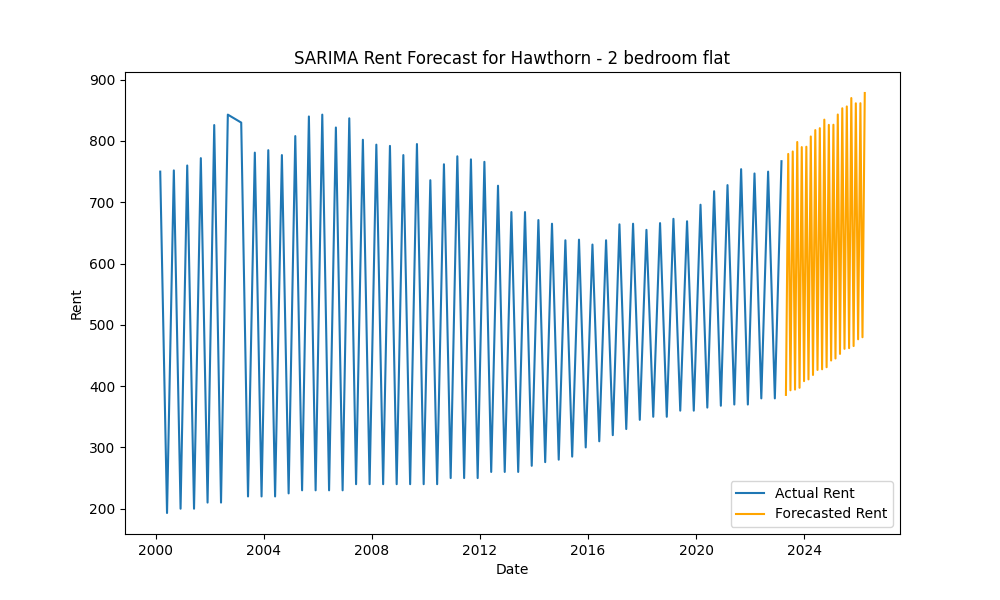 SARIMA Rent Forecast for Hawthorn - 2 bedroom flat
900
800
700
600
500
400
300
200
Rent
2000 2004 2008 2012 2016 2020 2024
Date
Actual Rent
Forecasted Rent